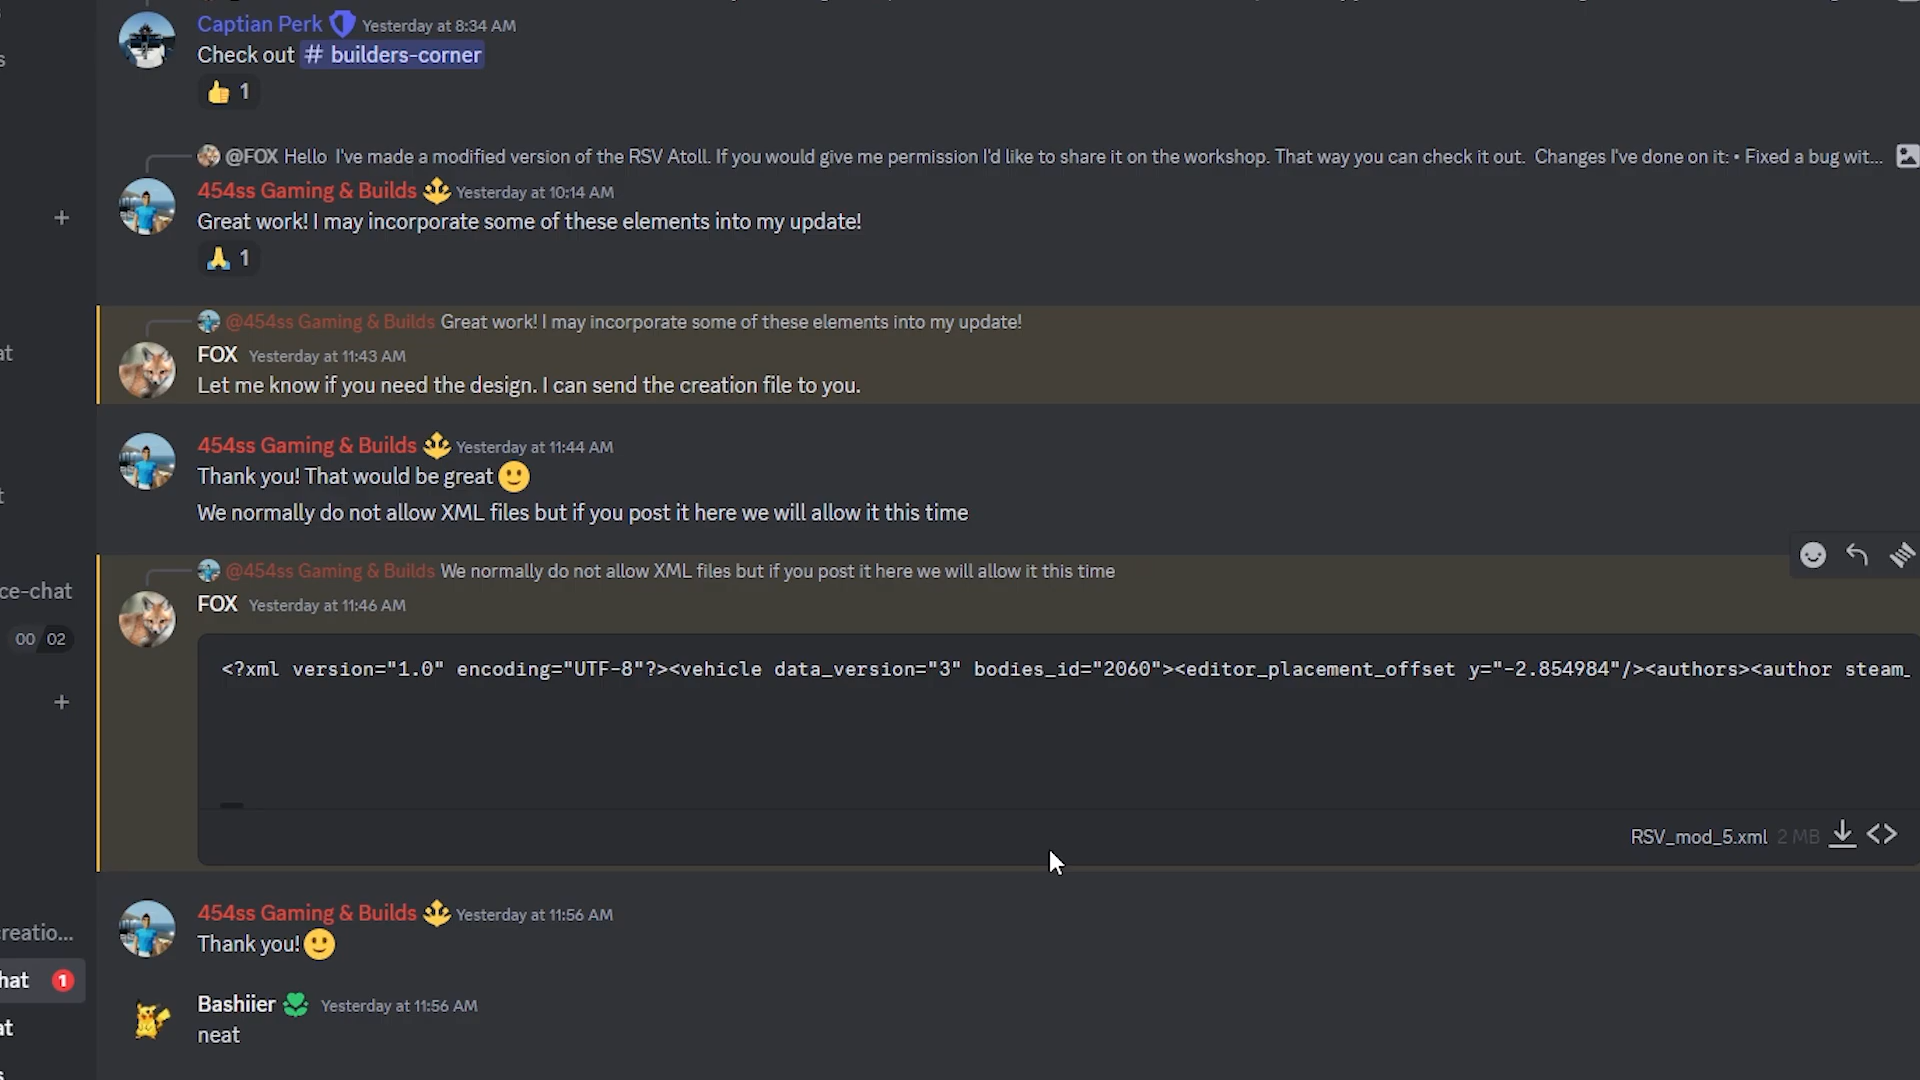 Captian Perk Yesterday at 8:34 AM
Check out # builders-corner
1
@FOX Hello I've made a modified version of the RSV Atoll. If you would give me permission I'd like to share it on the workshop. That way you can check it out. Changes I've done on it: • Fixed a bug wit...
454ss Gaming & Builds Yesterday at 10:14 AM
Great work! I may incorporate some of these elements into my update!
1
@454ss Gaming & Builds Great work! I may incorporate some of these elements into my update!
at
FOX Yesterday at 11:43 AM
Let me know if you need the design. I can send the creation file to you.
454ss Gaming & Builds Yesterday at 11:44 AM
Thank you! That would be great
t
We normally do not allow XML files but if you post it here we will allow it this time
@454ss Gaming & Builds We normally do not allow XML files but if you post it here we will allow it this time
ce-chat
FOX Yesterday at 11:46 AM
00 02
<?xml version="1.0" encoding="UTF-8"?><vehicle data_version="3" bodies_id="2060"><editor_placement_offset y="-2.854984"/><authors><author steam_
RSV_mod_5.xml 2 MB
454ss Gaming & Builds Yesterday at 11:56 AM
Thank you!
reatio...
hat 1
Bashiier Yesterday at 11:56 AM
at
neat